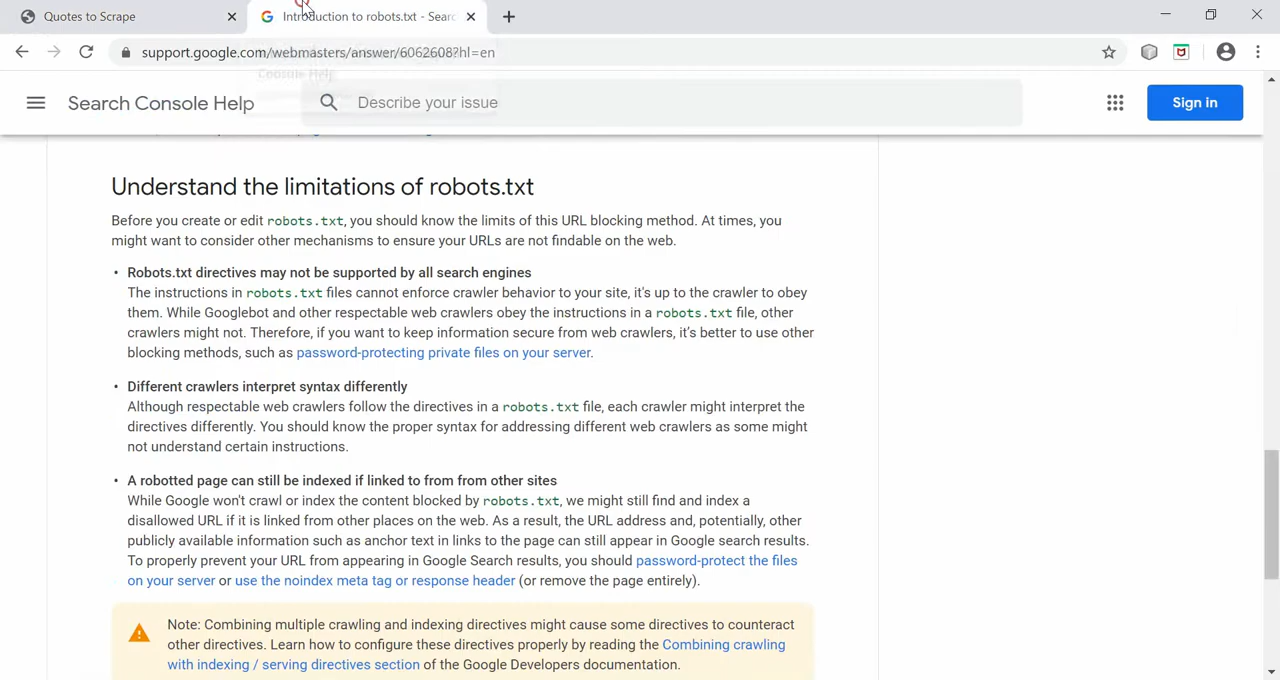 Quotes to Scrape
Introduction to robots.txt - Searc
support.google.com/webmasters/answer/6062608?hl=en
Console Help
Search Console Help
Describe your issue
Sign in
Understand the limitations of robots.txt
Before you create or edit robots.txt, you should know the limits of this URL blocking method. At times, you
might want to consider other mechanisms to ensure your URLs are not findable on the web.
• Robots.txt directives may not be supported by all search engines
The instructions in robots.txt files cannot enforce crawler behavior to your site, it's up to the crawler to obey
them. While Googlebot and other respectable web crawlers obey the instructions in a robots.txt file, other
crawlers might not. Therefore, if you want to keep information secure from web crawlers, it's better to use other
blocking methods, such as password-protecting private files on your server.
• Different crawlers interpret syntax differently
Although respectable web crawlers follow the directives in a robots.txt file, each crawler might interpret the
directives differently. You should know the proper syntax for addressing different web crawlers as some might
not understand certain instructions.
• A robotted page can still be indexed if linked to from from other sites
While Google won't crawl or index the content blocked by robots.txt, we might still find and index a
disallowed URL if it is linked from other places on the web. As a result, the URL address and, potentially, other
publicly available information such as anchor text in links to the page can still appear in Google search results.
To properly prevent your URL from appearing in Google Search results, you should password-protect the files
on your server or use the noindex meta tag or response header (or remove the page entirely).
Note: Combining multiple crawling and indexing directives might cause some directives to counteract
other directives. Learn how to configure these directives properly by reading the Combining crawling
with indexing / serving directives section of the Google Developers documentation.